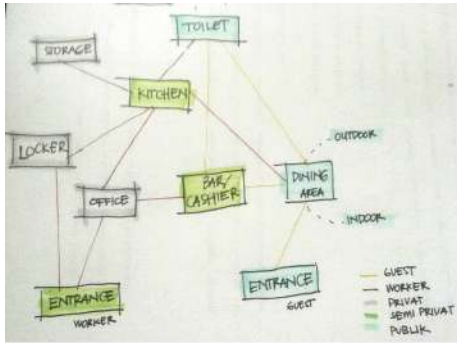 TOILET
STORAGE
KITCHEN
OUTDOOR
LOCKER
BAR/
CASHIER
DINING
AREA
OFFICE
INDOOR
ENTRANCE
GUEST
ENTRANCE
WORKER
GUEST
WORKER
PRIVAT
SEMI PRIVAT
PUBLIK